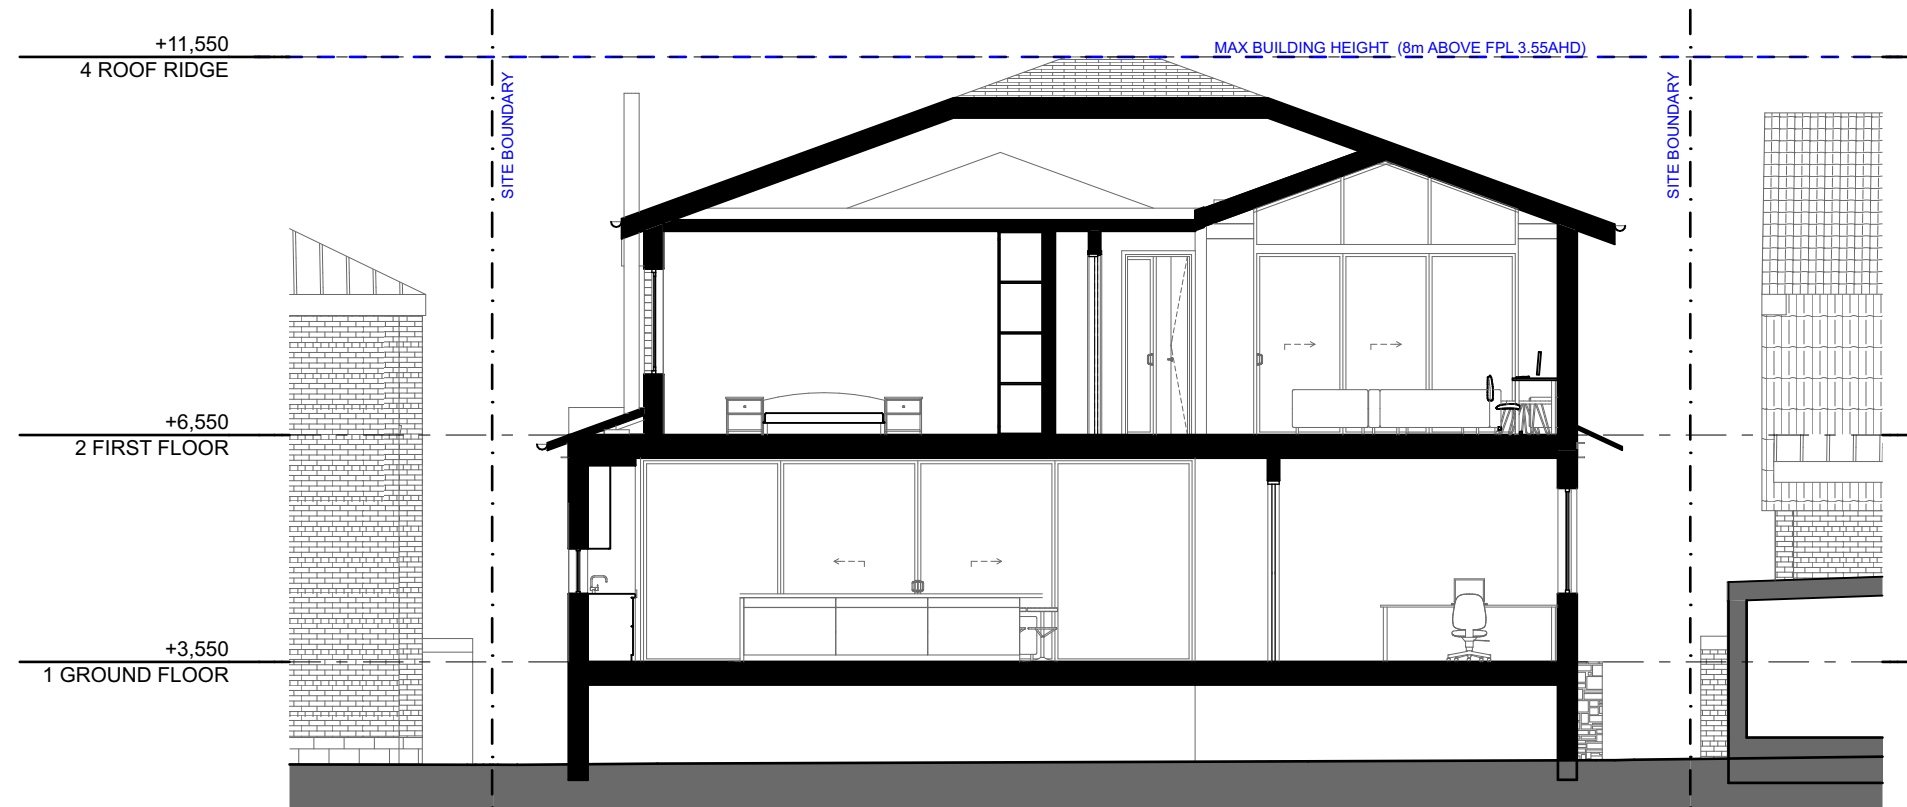 +11,550
4 ROOF RIDGE
MAX BUILDING HEIGHT (8m ABOVE FPL 3.55AHD)
SITE BOUNDARY
SITE BOUNDARY
+6,550
2 FIRST FLOOR
+3,550
1 GROUND FLOOR